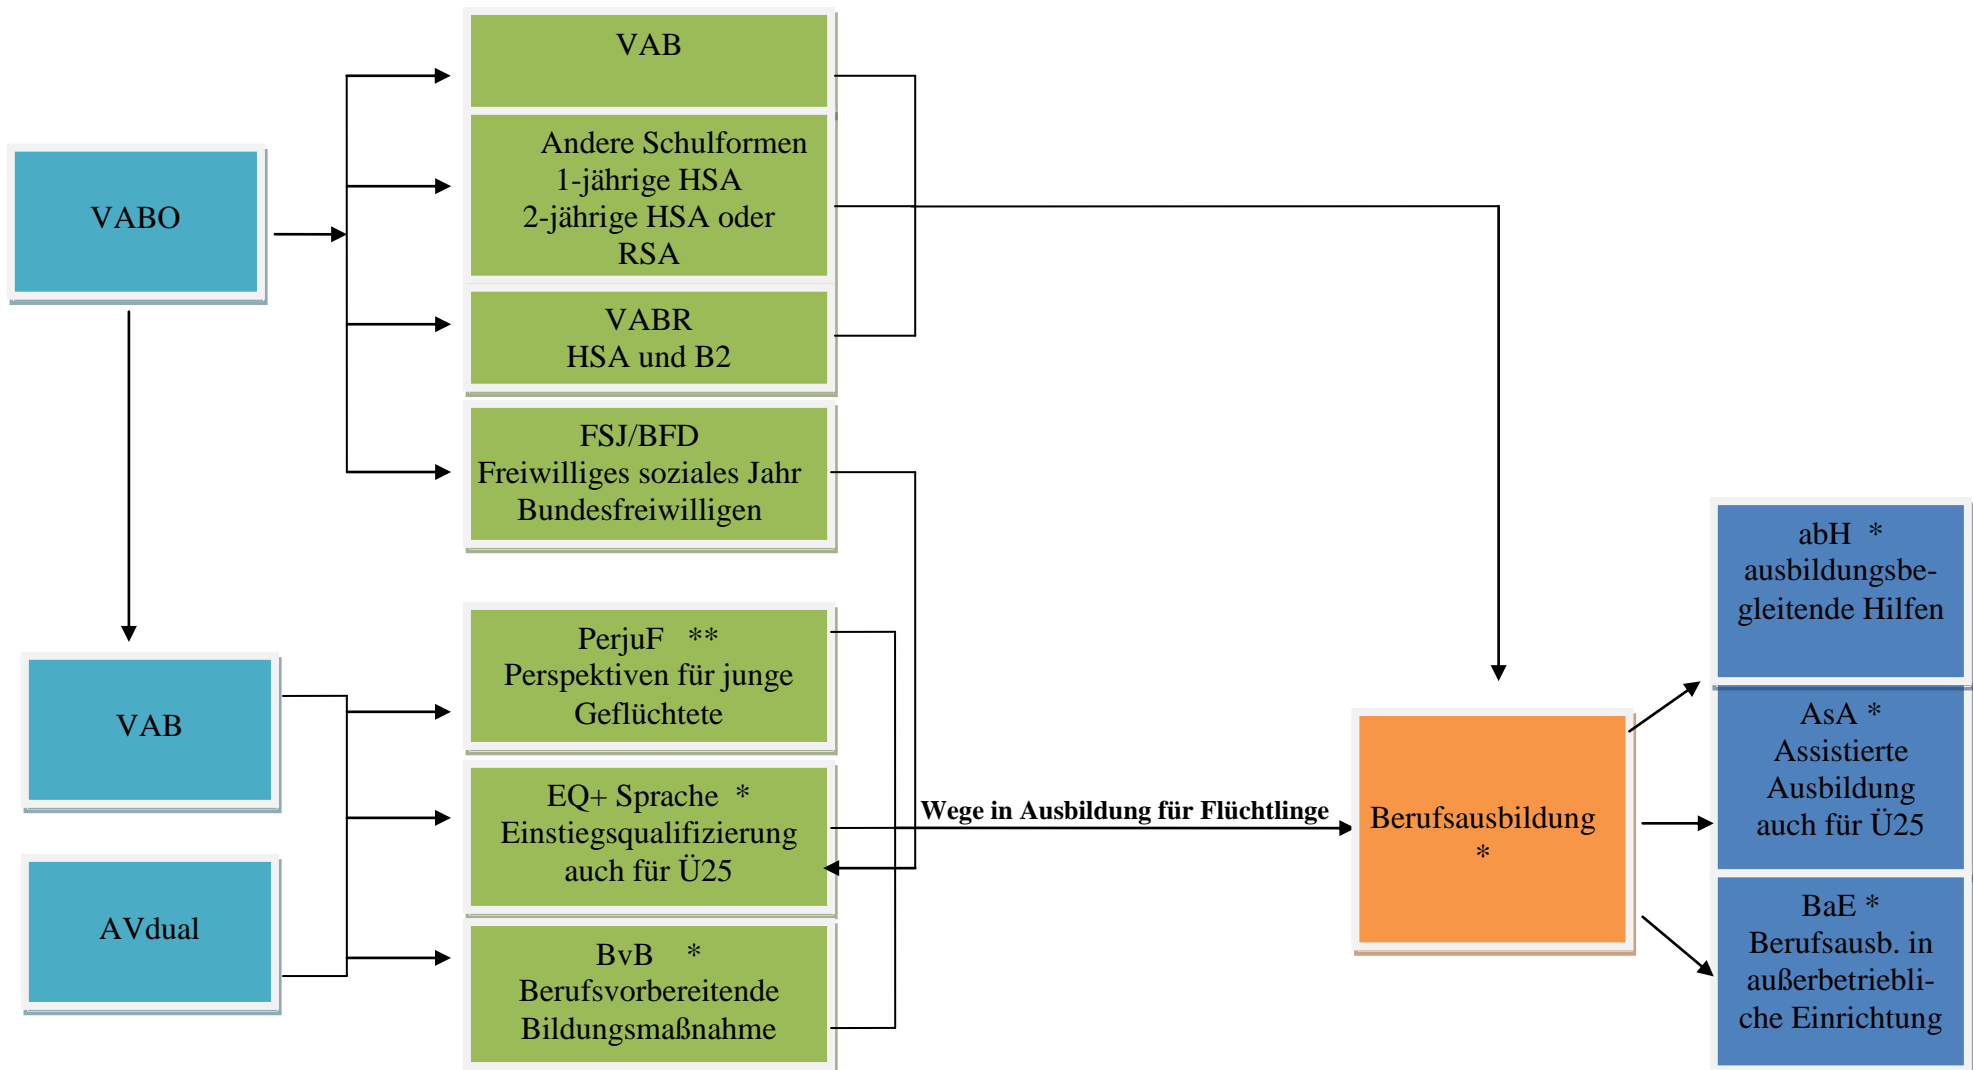 VABO
VAB
AVdual
VAB
Andere Schulformen
1-jährige HSA
2-jährige HSA oder
RSA
VABR
HSA und B2
FSJ/BFD
Freiwilliges soziales Jahr
Bundesfreiwilligen
PerjuF **
Perspektiven für junge
Geflüchtete
EQ+ Sprache *
Einstiegsqualifizierung
auch für Ü25
BvB *
Berufsvorbereitende
Bildungsmaßnahme
Wege in Ausbildung für Flüchtlinge
Berufsausbildung
*
abH *
ausbildungsbe-
gleitende Hilfen
AsA *
Assistierte
Ausbildung
auch für Ü25
BaE *
Berufsausb. in
außerbetriebli-
che Einrichtung